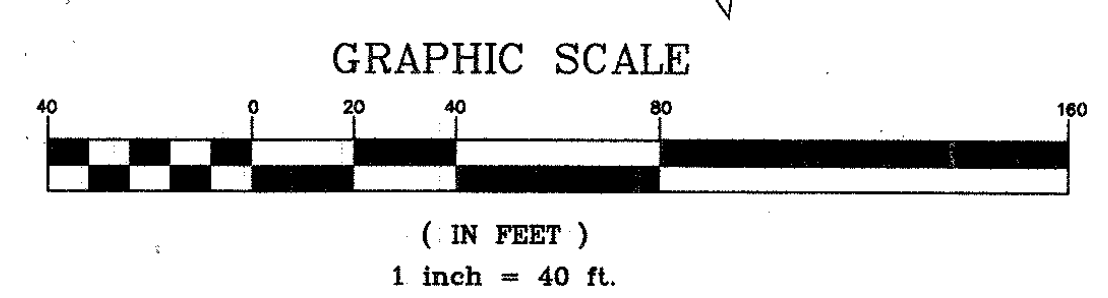 GRAPHIC SCALE
40 0 20 40 80 160
( IN FEET )
1 inch = 40 ft.